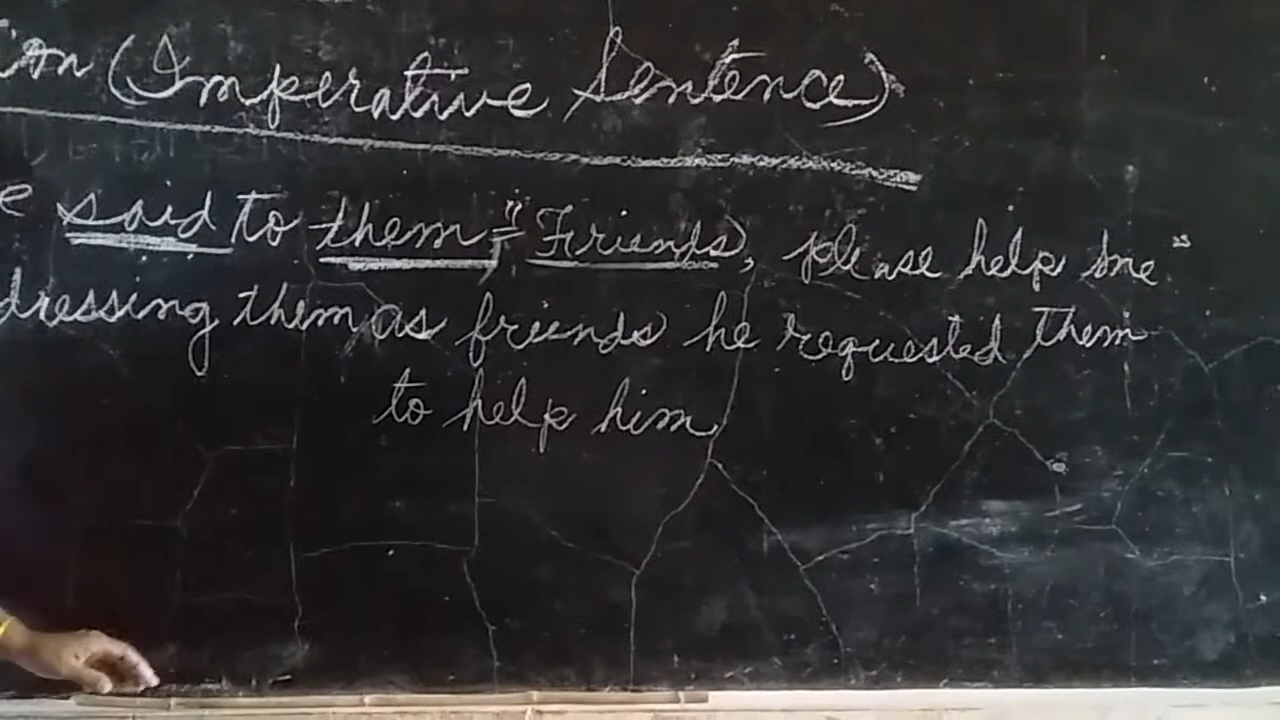 ion (Imperative Sentence)
e said to them, "Friends, please help me"
dressing them as friends he requested them
to help him.